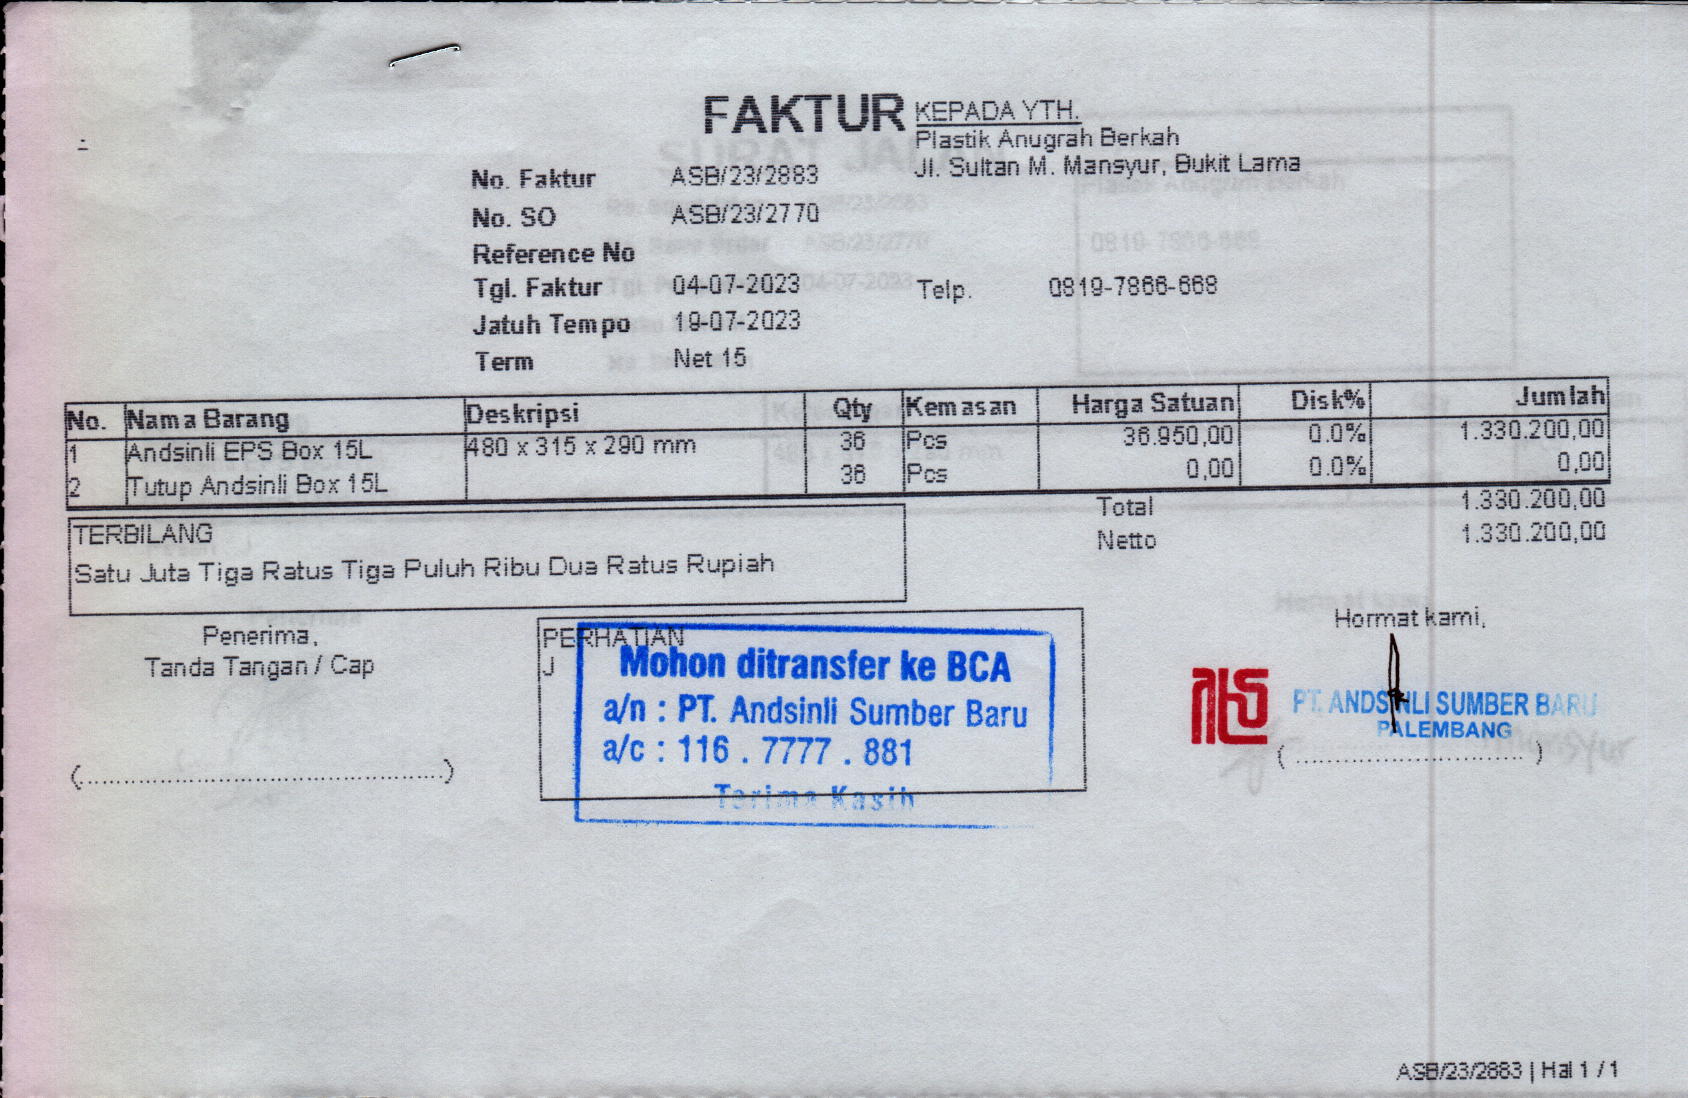 FAKTUR
KEPADA YTH.
Plastik Anugrah Berkah
Jl. Sultan M. Mansyur, Bukit Lama
No. Faktur ASB/23/2883
No. SO ASB/23/2770
Reference No
Tgl. Faktur 04-07-2023
Telp. 0819-7866-668
Jatuh Tempo 19-07-2023
Term Net 15
No. Nama Barang Deskripsi Qty Kemasan Harga Satuan Disk% Jumlah
1 Andsinli EPS Box 15L 480 x 315 x 290 mm 36 Pcs 36.950,00 0.0% 1.330.200,00
2 Tutup Andsinli Box 15L 36 Pcs 0,00 0.0% 0,00
Total 1.330.200,00
Netto 1.330.200,00
TERBILANG
Satu Juta Tiga Ratus Tiga Puluh Ribu Dua Ratus Rupiah
Penerima,
Tanda Tangan / Cap
(..........................................)
PERHATIAN
J
Mohon ditransfer ke BCA
a/n : PT. Andsinli Sumber Baru
a/c : 116 . 7777 . 881
Terima Kasih
Hormat kami,
PT. ANDSINLI SUMBER BARU
PALEMBANG
(..............................)
ASB/23/2883 | Hal 1 / 1